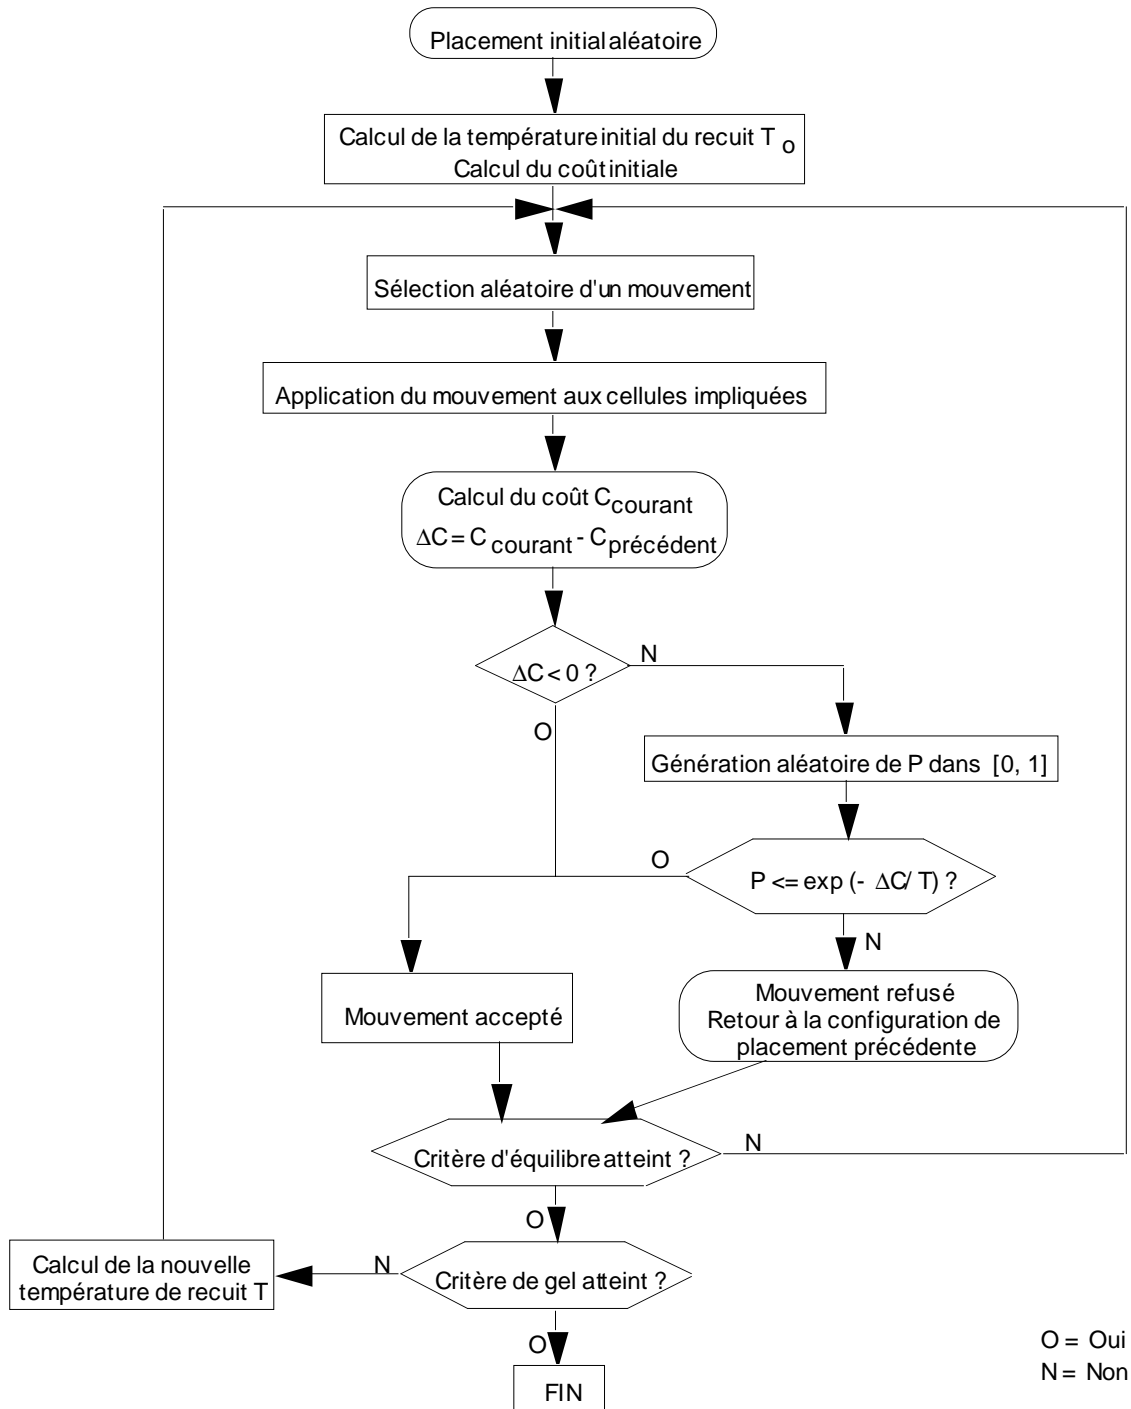 Placement initial aléatoire
Calcul de la température initial du recuit T o
Calcul du coût initiale
Sélection aléatoire d'un mouvement
Application du mouvement aux cellules impliquées
Calcul du coût Ccourant
ΔC = C courant - Cprécédent
ΔC < 0 ?
N
O
Génération aléatoire de P dans [0, 1]
O
P <= exp (- ΔC/ T) ?
N
Mouvement accepté
Mouvement refusé
Retour à la configuration de
placement précédente
Critère d'équilibre atteint ?
N
O
Calcul de la nouvelle
température de recuit T
N
Critère de gel atteint ?
O
FIN
O = Oui
N = Non